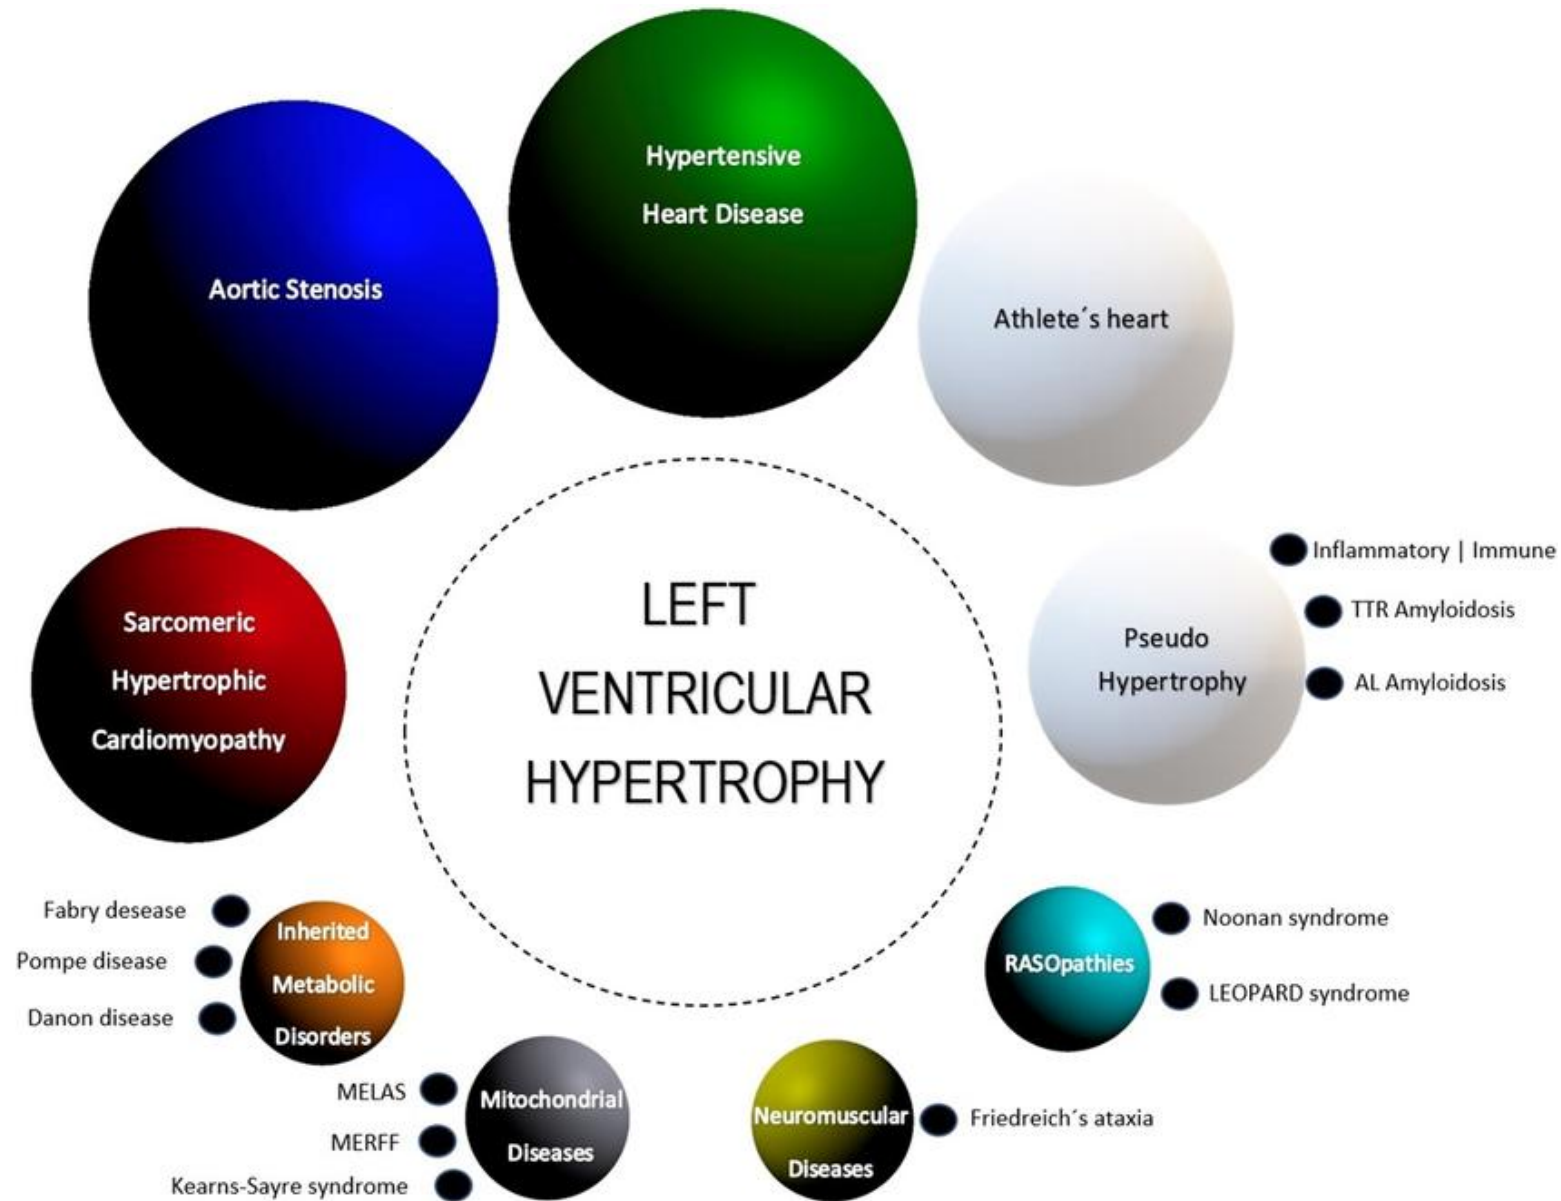 Hypertensive
Heart Disease
Aortic Stenosis
Athlete´s heart
LEFT
VENTRICULAR
HYPERTROPHY
Sarcomeric
Hypertrophic
Cardiomyopathy
Pseudo
Hypertrophy
Inflammatory | Immune
TTR Amyloidosis
AL Amyloidosis
Fabry desease
Pompe disease
Danon disease
Inherited
Metabolic
Disorders
RASOpathies
Noonan syndrome
LEOPARD syndrome
MELAS
MERFF
Kearns-Sayre syndrome
Mitochondrial
Diseases
Neuromuscular
Diseases
Friedreich´s ataxia